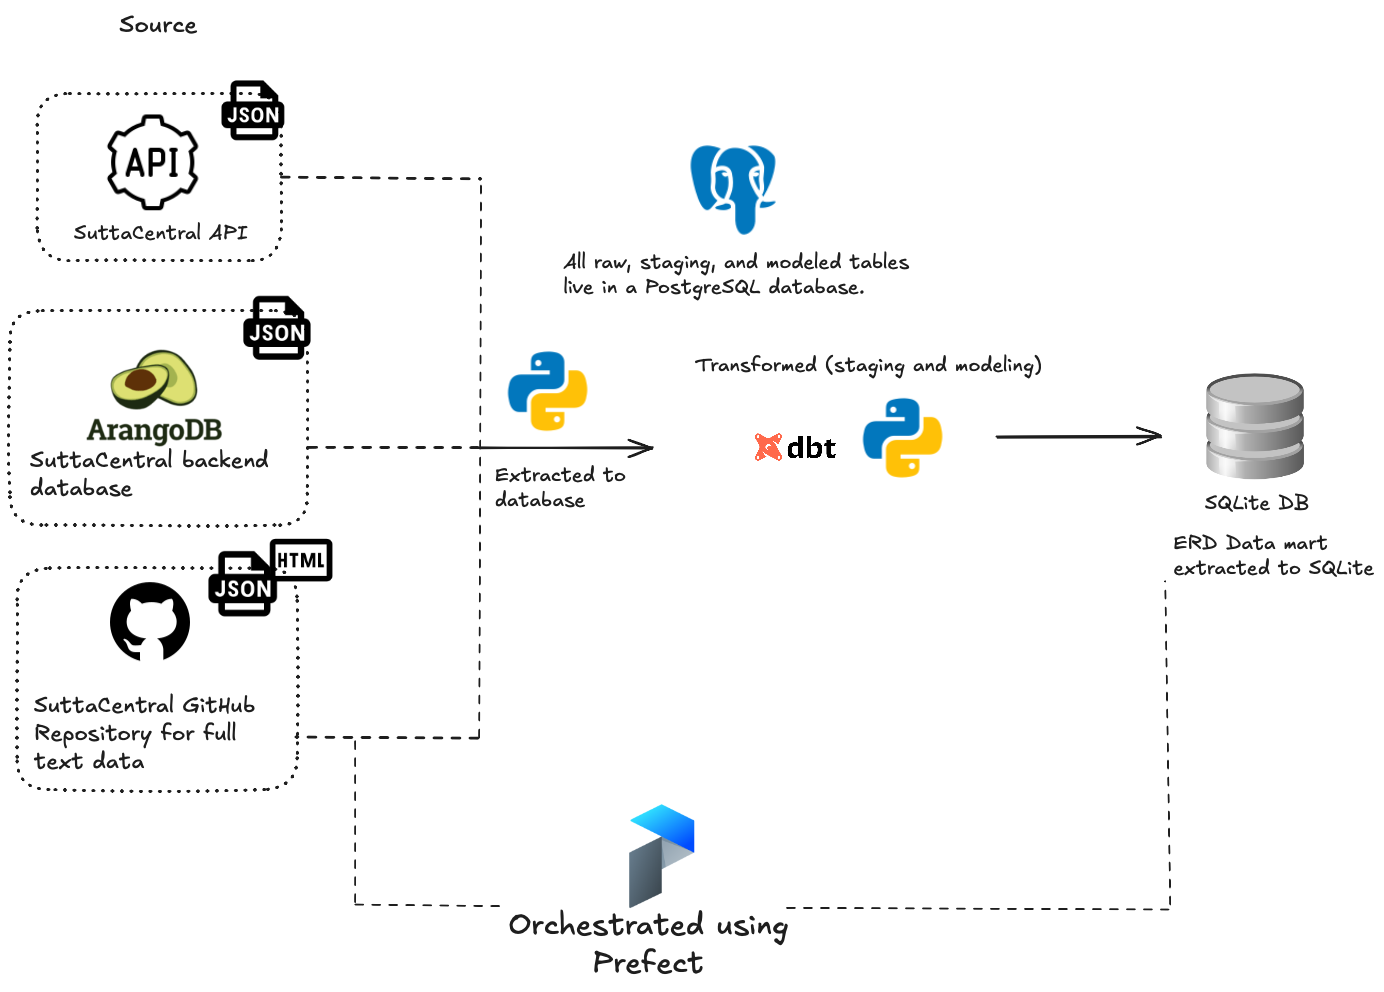 Source
JSON
API
SuttaCentral API
JSON
ArangoDB
SuttaCentral backend
database
HTML
JSON
SuttaCentral GitHub
Repository for full
text data
Extracted to
database
All raw, staging, and modeled tables
live in a PostgreSQL database.
Transformed (staging and modeling)
dbt
SQLite DB
ERD Data mart
extracted to SQLite
Orchestrated using
Prefect